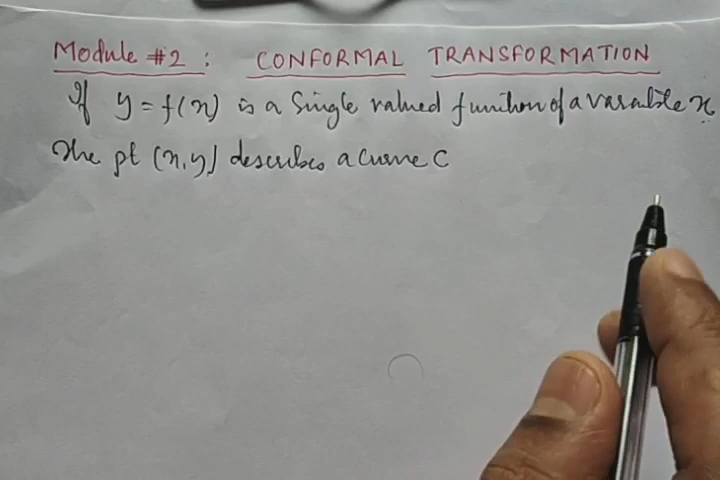 Module #2 : CONFORMAL TRANSFORMATION
If y = f(x) is a Single valued function of a variable x
The pt (x, y) describes a curve C